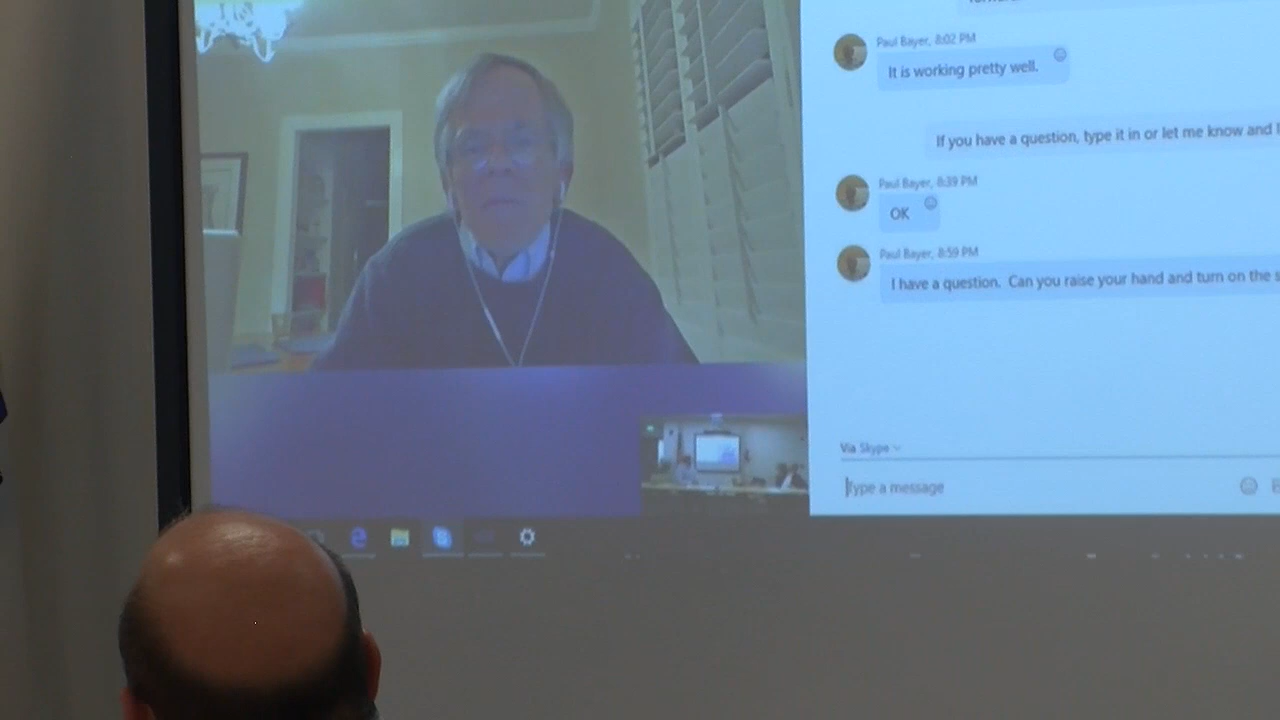 Paul Bayer, 8:02 PM
It is working pretty well.
If you have a question, type it in or let me know and I
Paul Bayer, 8:39 PM
OK
Paul Bayer, 8:59 PM
I have a question. Can you raise your hand and turn on the s
Via Skype
Type a message